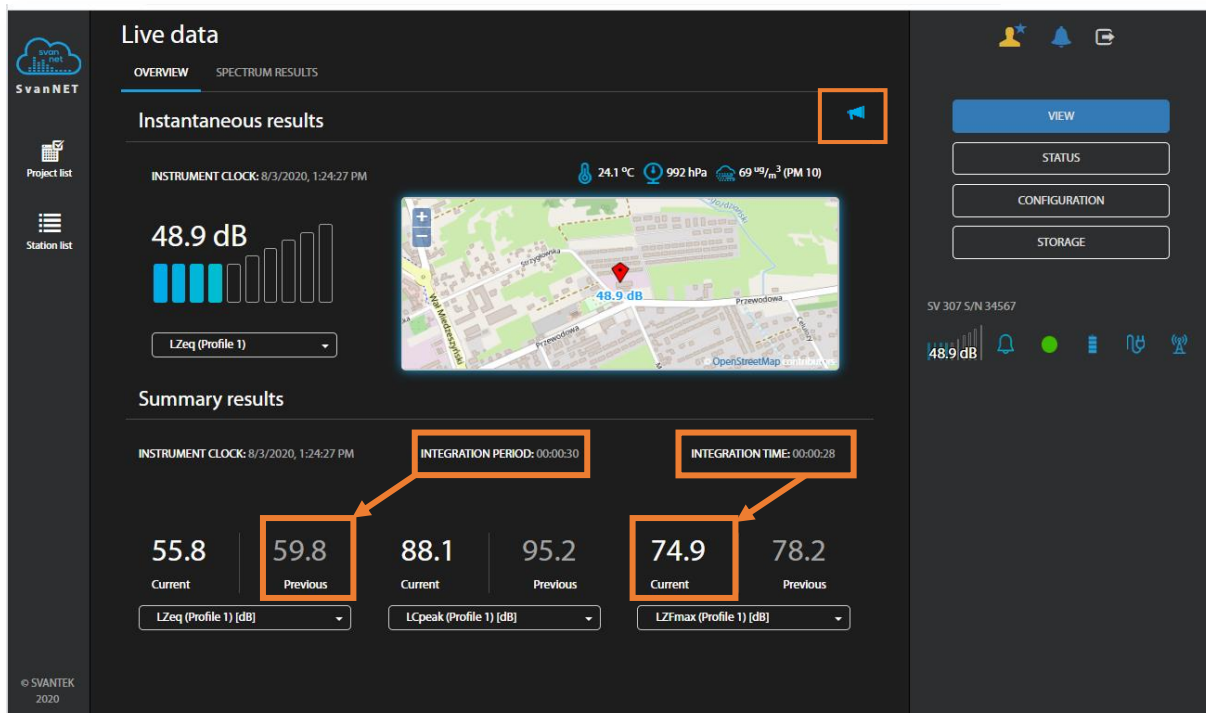 Live data
OVERVIEW SPECTRUM RESULTS
svan
net
SvanNET
Project list
Station list
Instantaneous results
INSTRUMENT CLOCK: 8/3/2020, 1:24:27 PM
24.1 °C 992 hPa 69 ug/m3 (PM 10)
48.9 dB
LZeq (Profile 1)
+
−
Strzygłowska
48.9 dB
Przewodowa
Przewodowa
Wał Miedzeszyński
© OpenStreetMap contributors
Summary results
INSTRUMENT CLOCK: 8/3/2020, 1:24:27 PM INTEGRATION PERIOD: 00:00:30 INTEGRATION TIME: 00:00:28
55.8 59.8 88.1 95.2 74.9 78.2
Current Previous Current Previous Current Previous
LZeq (Profile 1) [dB] LCpeak (Profile 1) [dB] LZFmax (Profile 1) [dB]
VIEW
STATUS
CONFIGURATION
STORAGE
SV 307 S/N 34567
48.9 dB
© SVANTEK
2020